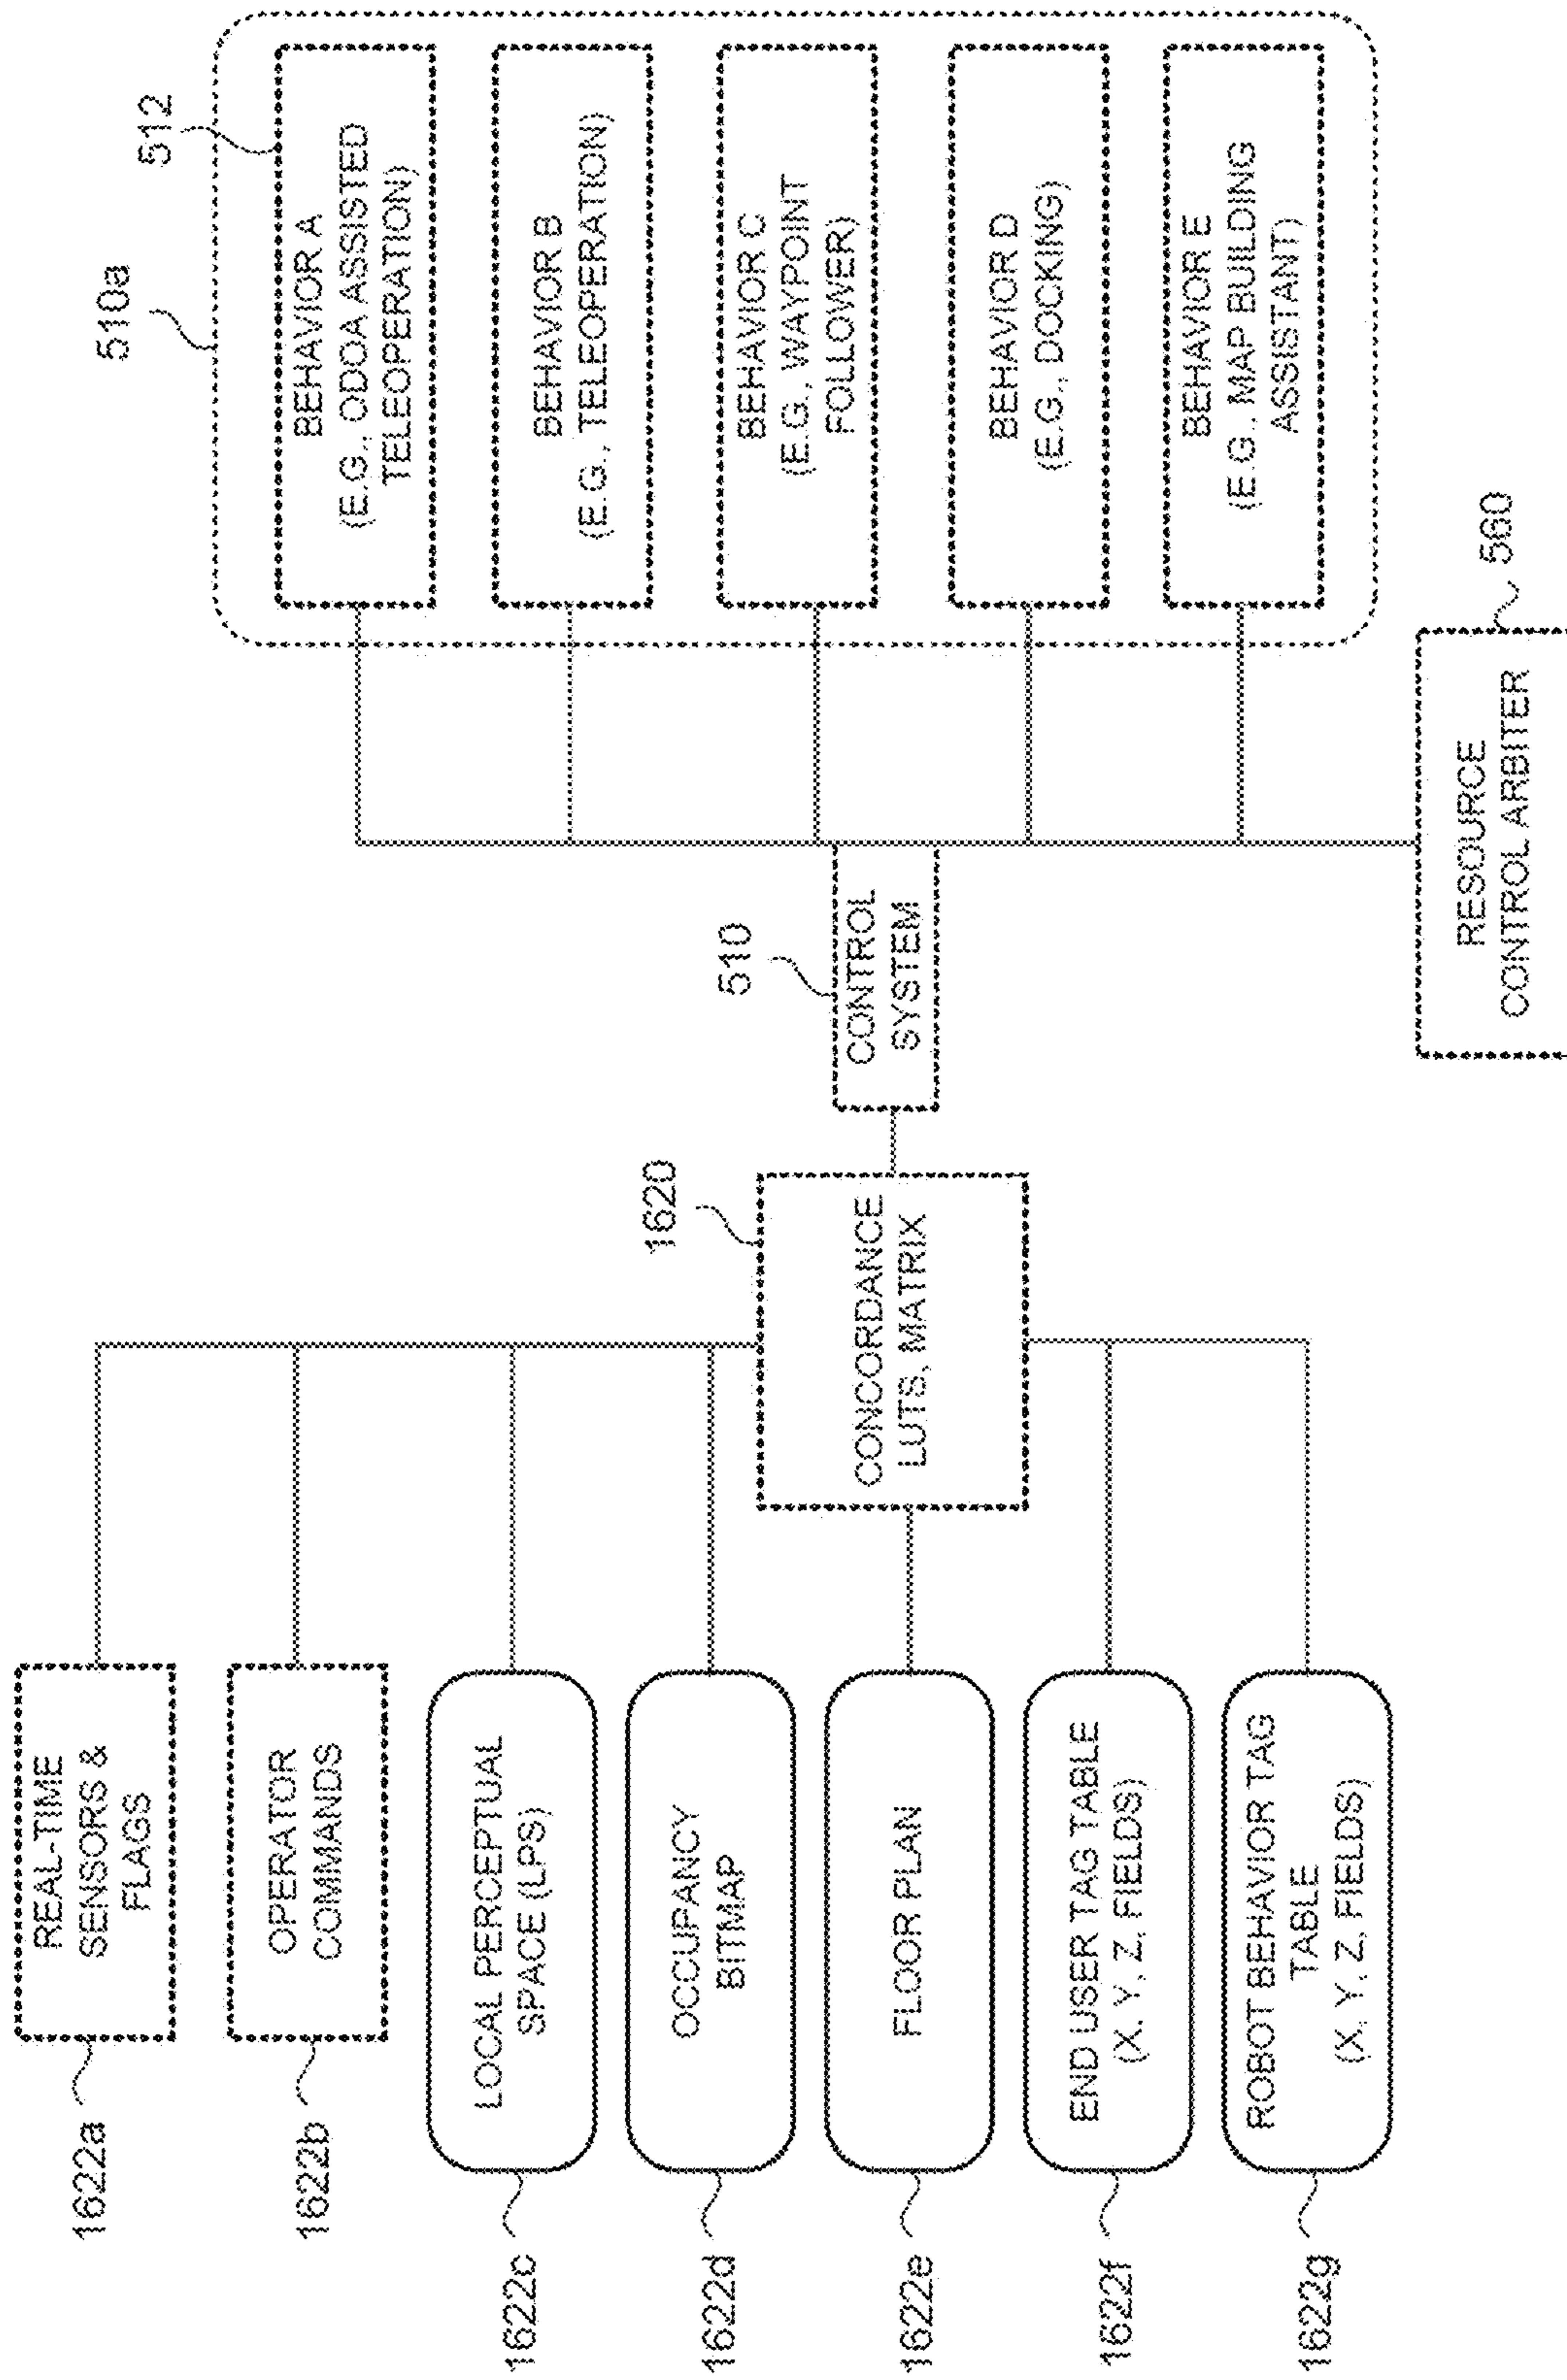 1622a
REAL-TIME
SENSORS &
FLAGS
1622b
OPERATOR
COMMANDS
1622c
LOCAL PERCEPTUAL
SPACE (LPS)
1622d
OCCUPANCY
BITMAP
1622e
FLOOR PLAN
1622f
END USER TAG TABLE
(X, Y, Z, FIELDS)
1622g
ROBOT BEHAVIOR TAG
TABLE
(X, Y, Z, FIELDS)
1620
CONCORDANCE
LUTS, MATRIX
510
CONTROL
SYSTEM
510a
512
BEHAVIOR A
(E.G., ODOA ASSISTED
TELEOPERATION)
BEHAVIOR B
(E.G., TELEOPERATION)
BEHAVIOR C
(E.G., WAYPOINT
FOLLOWER)
BEHAVIOR D
(E.G., DOCKING)
BEHAVIOR E
(E.G., MAP BUILDING
ASSISTANT)
560
RESOURCE
CONTROL ARBITER